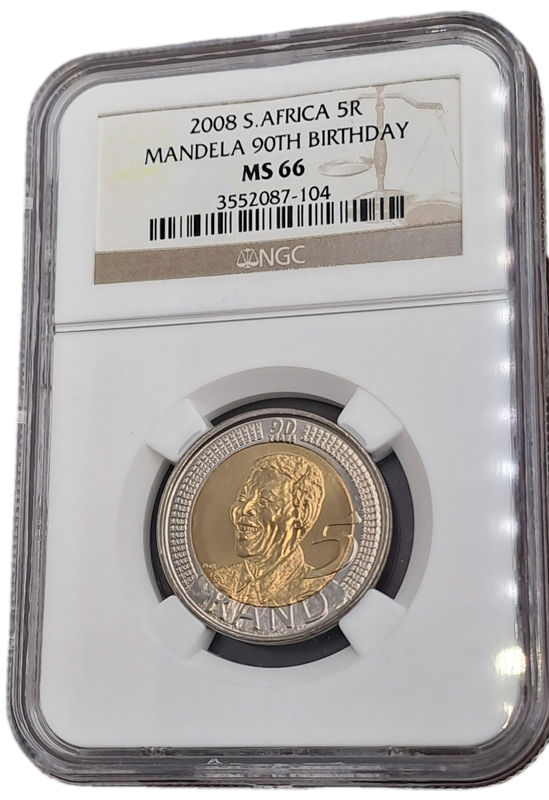 2008 S.AFRICA 5R
MANDELA 90TH BIRTHDAY
MS 66
3552087-104
NGC
90
5
RAND